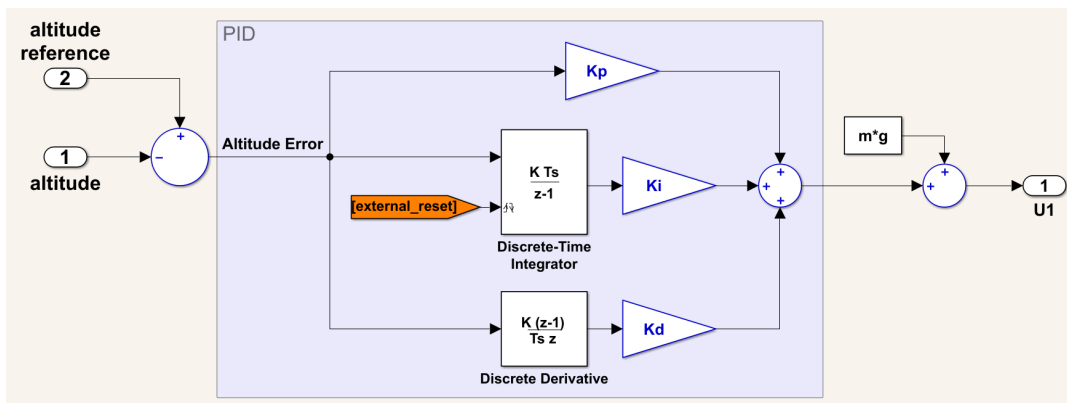 altitude
reference
2
1
altitude
PID
Altitude Error
[external_reset]
Kp
K Ts
z-1
Discrete-Time
Integrator
Ki
K (z-1)
Ts z
Discrete Derivative
Kd
m*g
1
U1
+
−
+
+
+
+
+